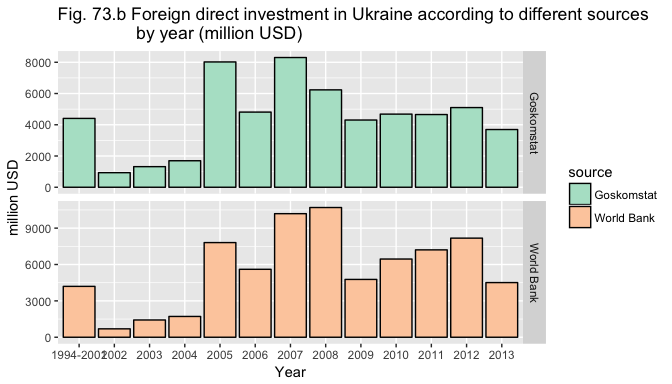 Fig. 73.b Foreign direct investment in Ukraine according to different sources
by year (million USD)
million USD
8000
6000
4000
2000
0
Goskomstat
9000
6000
3000
0
World Bank
1994-2001 2002 2003 2004 2005 2006 2007 2008 2009 2010 2011 2012 2013
Year
source
Goskomstat
World Bank